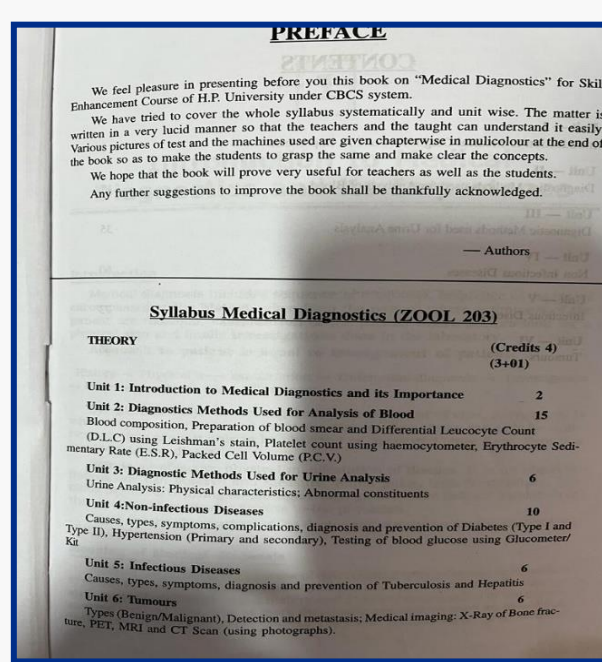 PREFACE
We feel pleasure in presenting before you this book on "Medical Diagnostics" for Skil
Enhancement Course of H.P. University under CBCS system.
We have tried to cover the whole syllabus systematically and unit wise. The matter is
written in a very lucid manner so that the teachers and the taught can understand it easily
Various pictures of test and the machines used are given chapterwise in mulicolour at the end of
the book so as to make the students to grasp the same and make clear the concepts.
We hope that the book will prove very useful for teachers as well as the students.
Any further suggestions to improve the book shall be thankfully acknowledged.
— Authors
Syllabus Medical Diagnostics (ZOOL 203)
THEORY (Credits 4)
(3+01)
Unit 1: Introduction to Medical Diagnostics and its Importance 2
Unit 2: Diagnostics Methods Used for Analysis of Blood 15
Blood composition, Preparation of blood smear and Differential Leucocyte Count
(D.L.C) using Leishman's stain, Platelet count using haemocytometer, Erythrocyte Sedi-
mentary Rate (E.S.R), Packed Cell Volume (P.C.V.)
Unit 3: Diagnostic Methods Used for Urine Analysis 6
Urine Analysis: Physical characteristics; Abnormal constituents
Unit 4:Non-infectious Diseases 10
Causes, types, symptoms, complications, diagnosis and prevention of Diabetes (Type I and
Type II), Hypertension (Primary and secondary), Testing of blood glucose using Glucometer/
Kit
Unit 5: Infectious Diseases 6
Causes, types, symptoms, diagnosis and prevention of Tuberculosis and Hepatitis
Unit 6: Tumours 6
Types (Benign/Malignant), Detection and metastasis; Medical imaging: X-Ray of Bone frac-
ture, PET, MRI and CT Scan (using photographs).